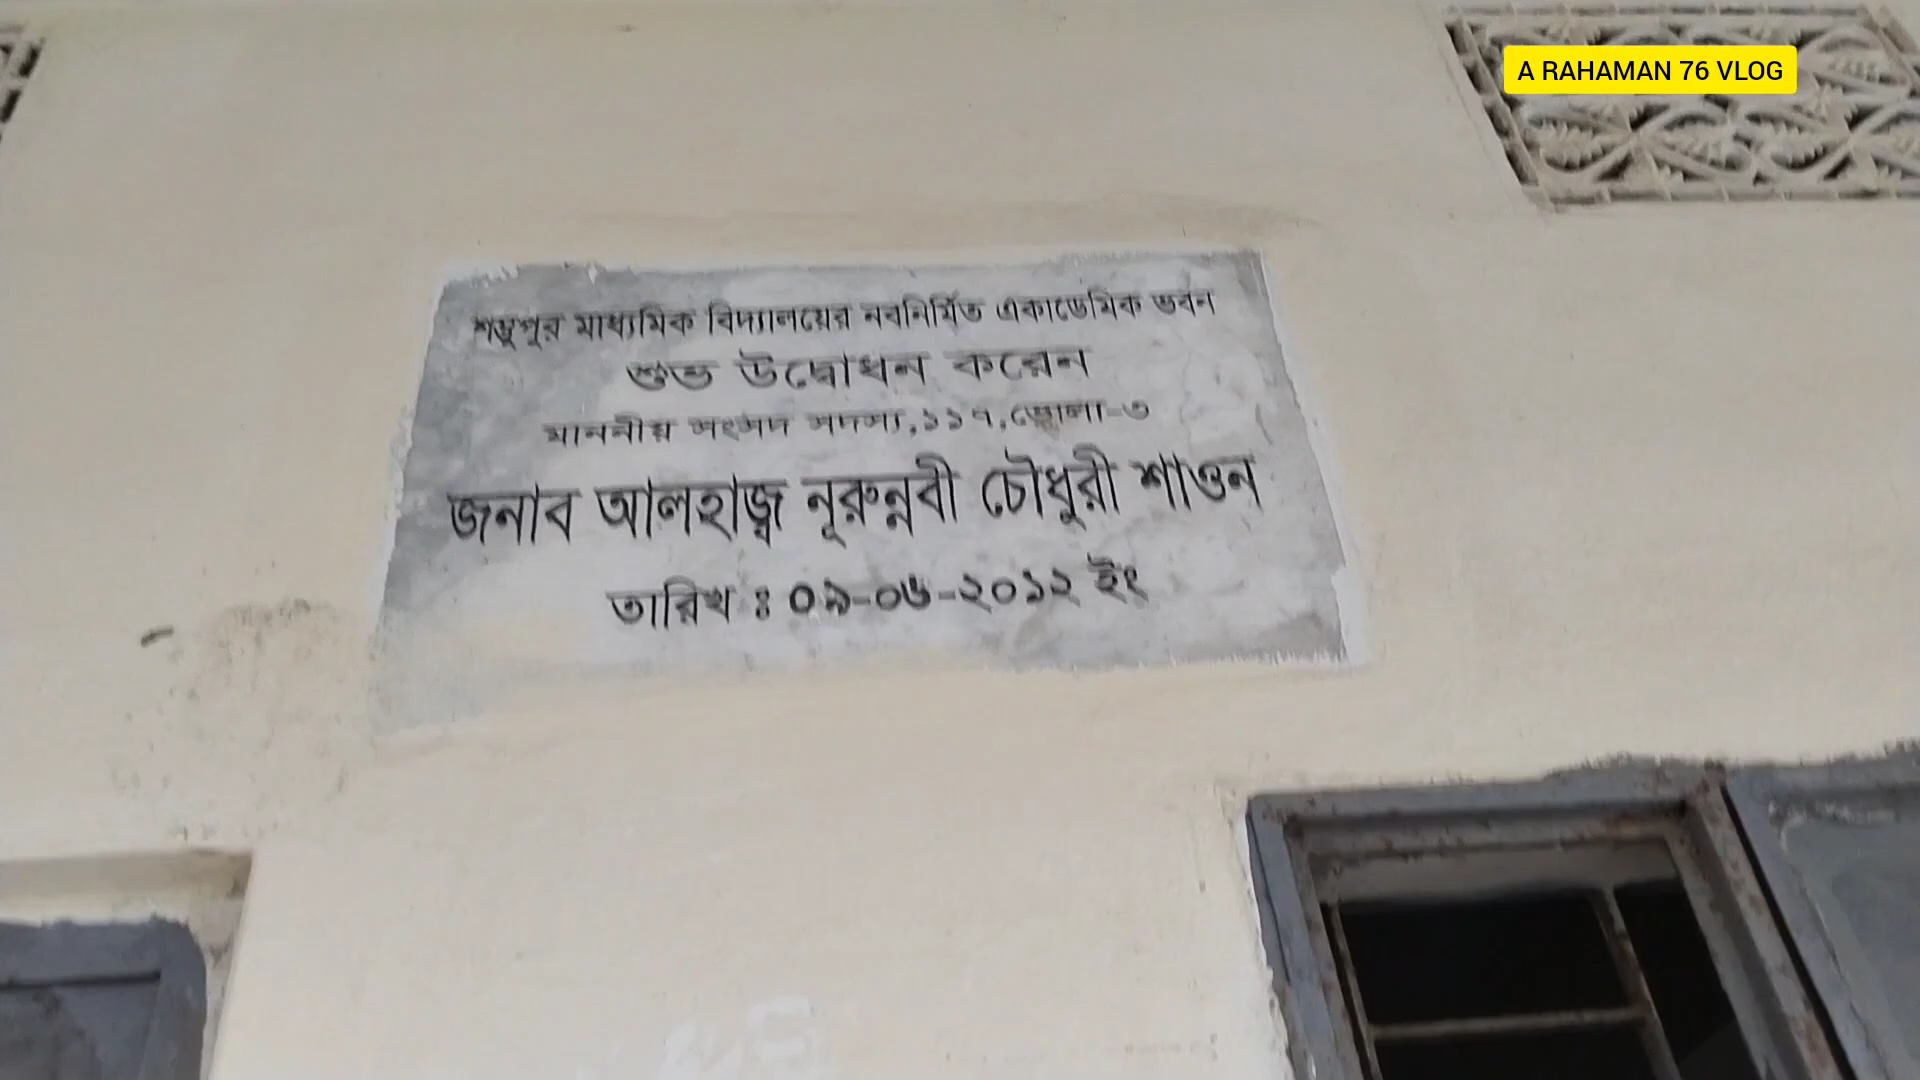 A RAHAMAN 76 VLOG
শম্ভুপুর মাধ্যমিক বিদ্যালয়ের নবনির্মিত একাডেমিক ভবন
শুভ উদ্বোধন করেন
মাননীয় সংসদ সদস্য,১১৭,ভোলা-৩
জনাব আলহাজ্ব নূরুন্নবী চৌধুরী শাওন
তারিখ : ০৯-০৬-২০১২ ইং